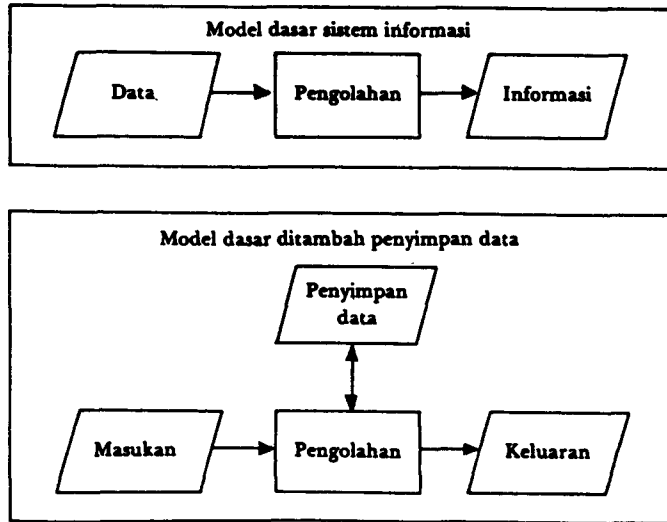 Model dasar sistem informasi
Data
Pengolahan
Informasi
Model dasar ditambah penyimpan data
Penyimpan
data
Masukan
Pengolahan
Keluaran